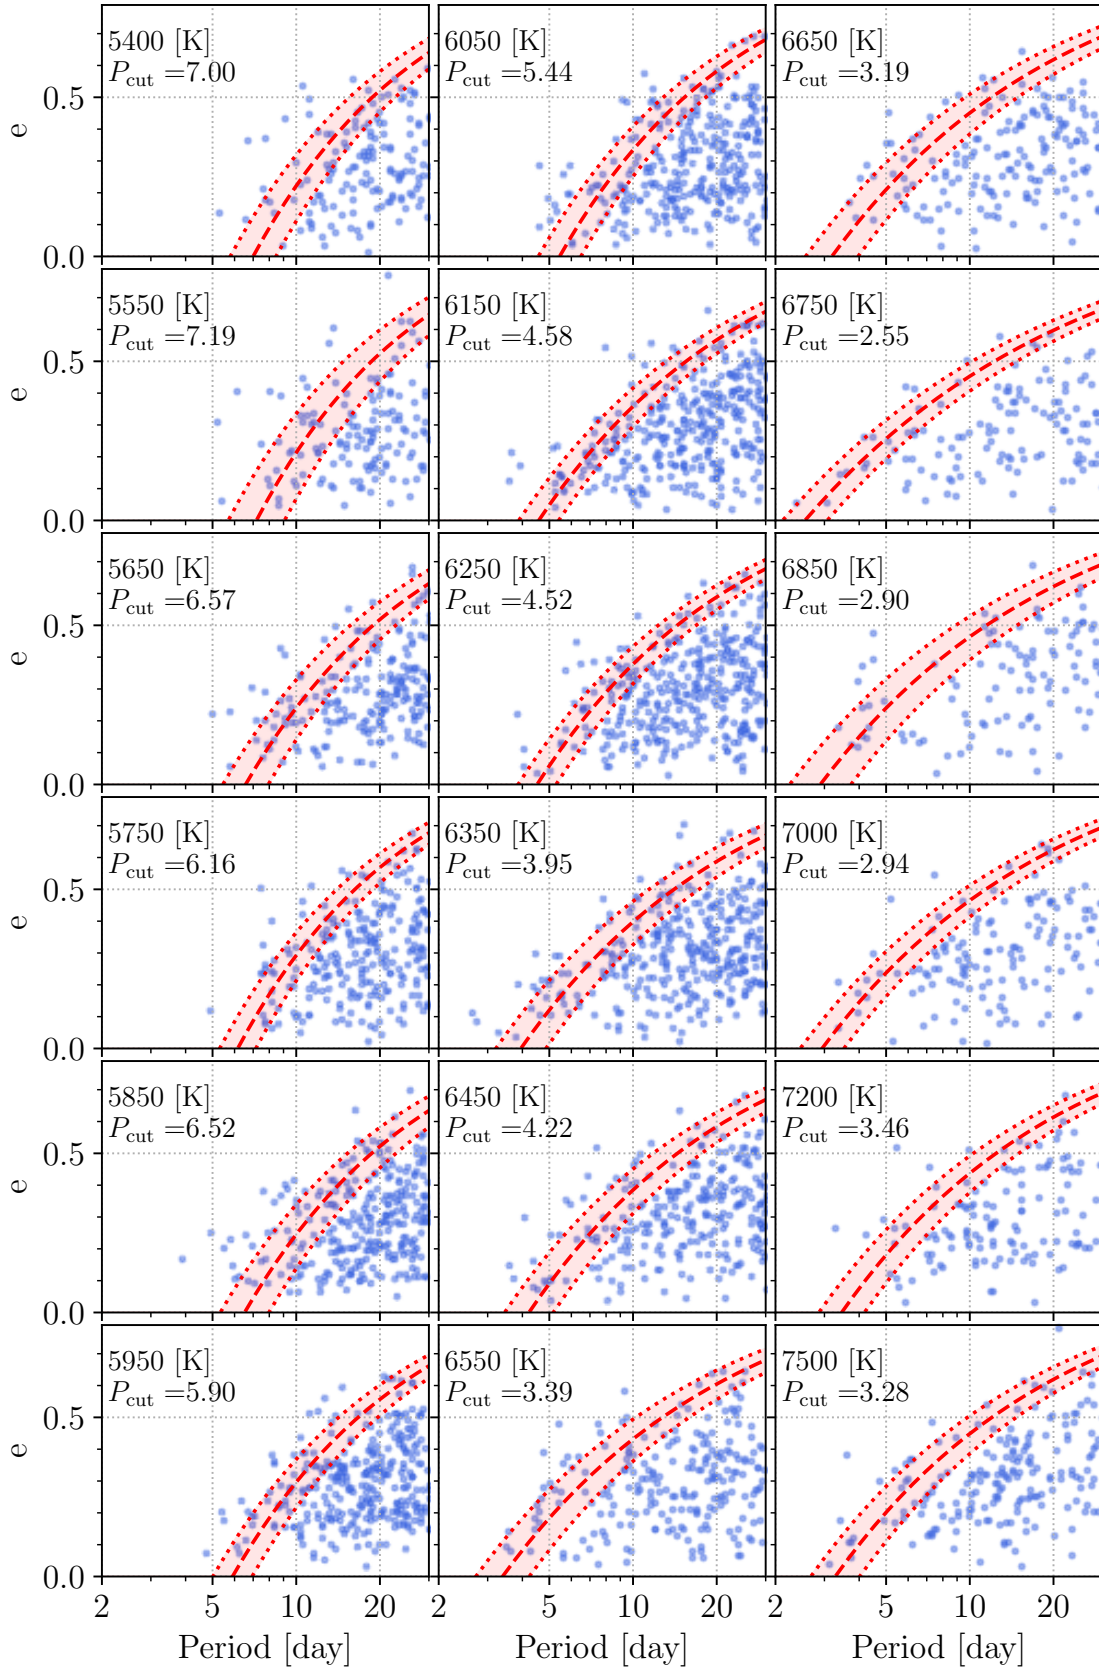 5400 [K]
P_cut =7.00
6050 [K]
P_cut =5.44
6650 [K]
P_cut =3.19
0.5
e
0.0
5550 [K]
P_cut =7.19
6150 [K]
P_cut =4.58
6750 [K]
P_cut =2.55
0.5
e
0.0
5650 [K]
P_cut =6.57
6250 [K]
P_cut =4.52
6850 [K]
P_cut =2.90
0.5
e
0.0
5750 [K]
P_cut =6.16
6350 [K]
P_cut =3.95
7000 [K]
P_cut =2.94
0.5
e
0.0
5850 [K]
P_cut =6.52
6450 [K]
P_cut =4.22
7200 [K]
P_cut =3.46
0.5
e
0.0
5950 [K]
P_cut =5.90
6550 [K]
P_cut =3.39
7500 [K]
P_cut =3.28
0.5
e
0.0
2 5 10 20 2 5 10 20 2 5 10 20
Period [day] Period [day] Period [day]